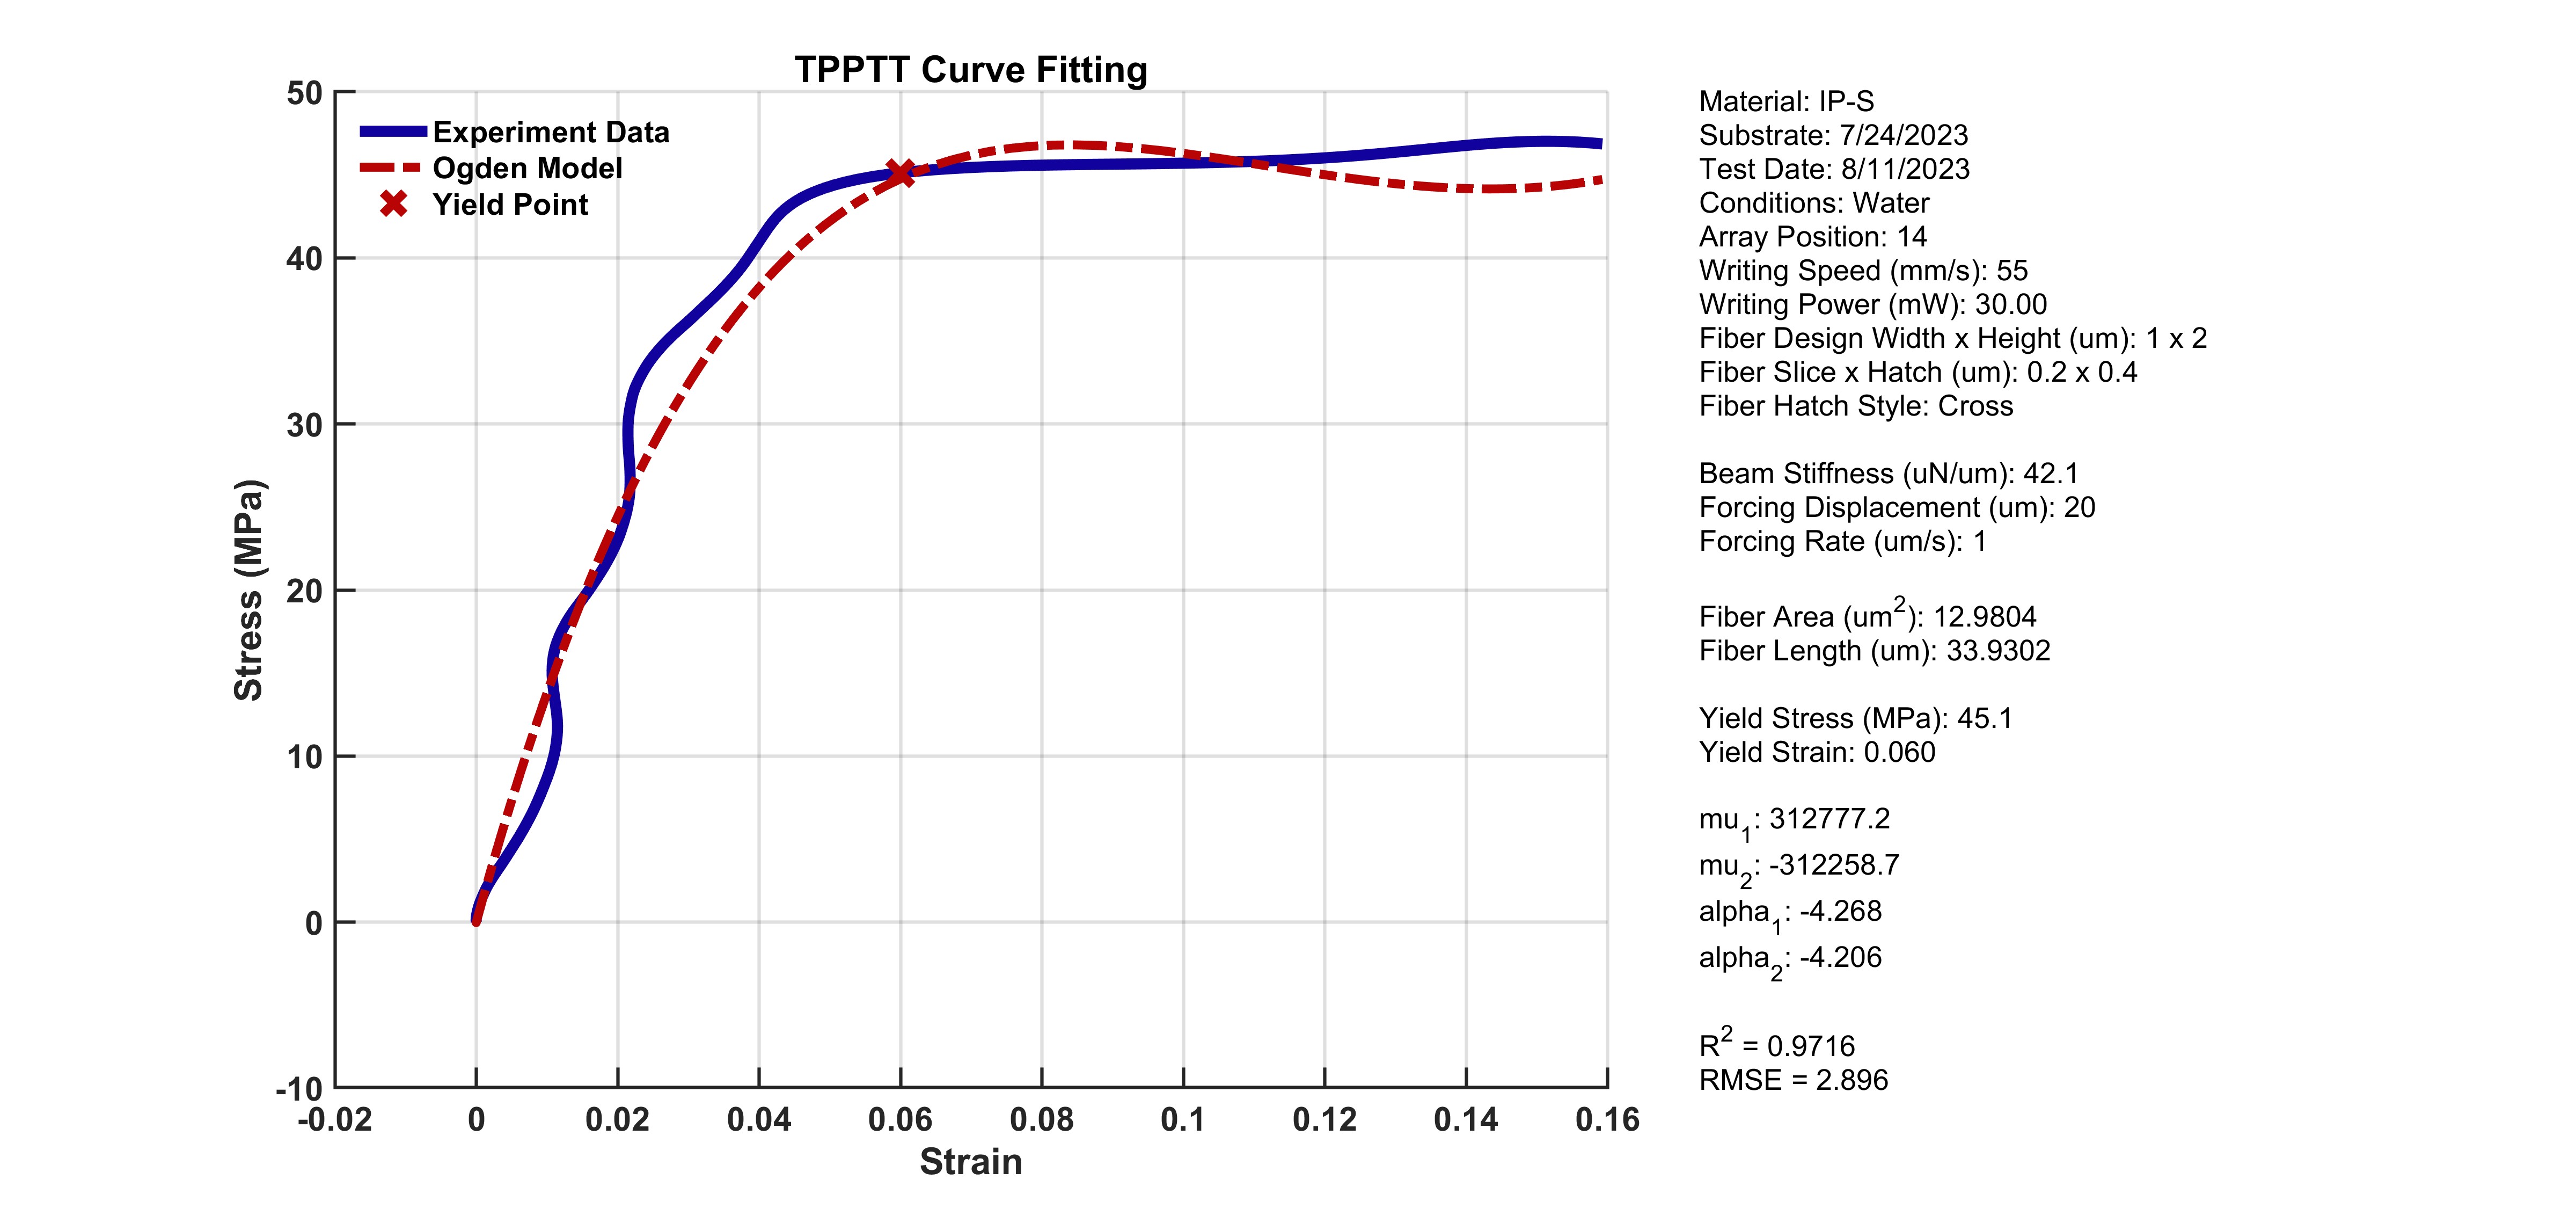 TPPTT Curve Fitting
50
40
30
20
10
0
-10
Stress (MPa)
Experiment Data
Ogden Model
Yield Point
-0.02 0 0.02 0.04 0.06 0.08 0.1 0.12 0.14 0.16
Strain
Material: IP-S
Substrate: 7/24/2023
Test Date: 8/11/2023
Conditions: Water
Array Position: 14
Writing Speed (mm/s): 55
Writing Power (mW): 30.00
Fiber Design Width x Height (um): 1 x 2
Fiber Slice x Hatch (um): 0.2 x 0.4
Fiber Hatch Style: Cross
Beam Stiffness (uN/um): 42.1
Forcing Displacement (um): 20
Forcing Rate (um/s): 1
Fiber Area (um²): 12.9804
Fiber Length (um): 33.9302
Yield Stress (MPa): 45.1
Yield Strain: 0.060
mu₁: 312777.2
mu₂: -312258.7
alpha₁: -4.268
alpha₂: -4.206
R² = 0.9716
RMSE = 2.896